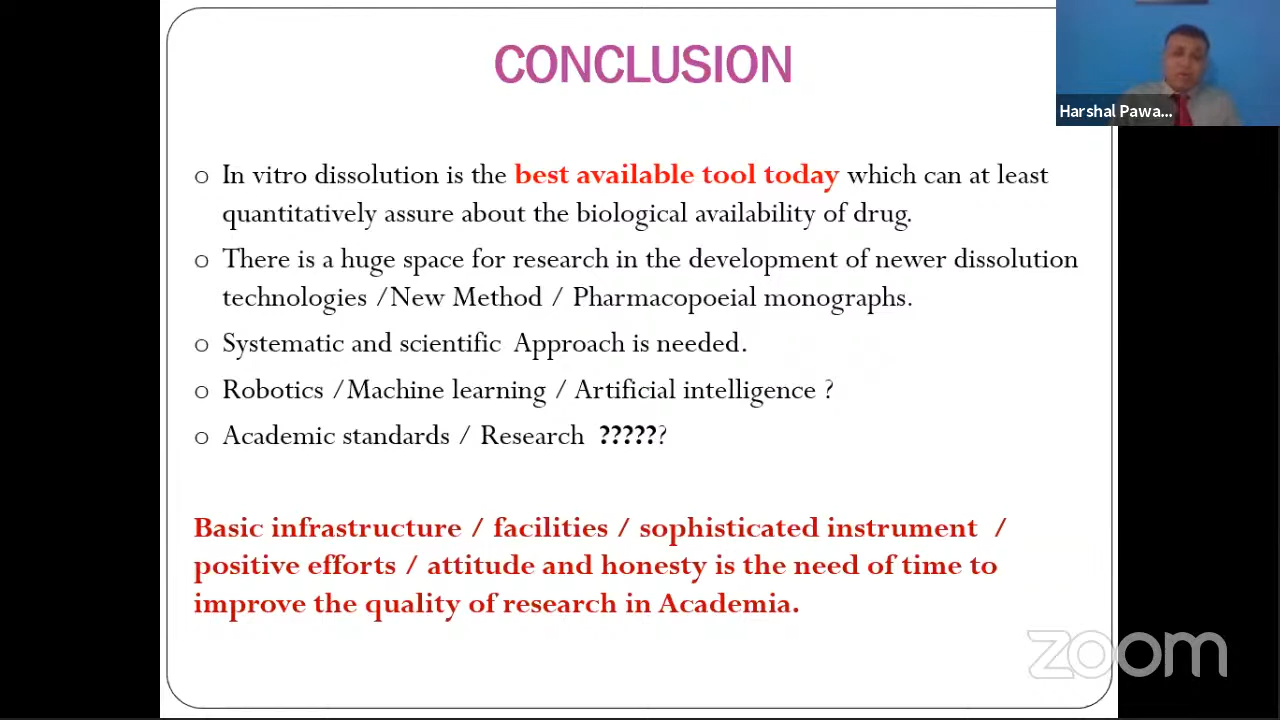 CONCLUSION
Harshal Pawa...
o In vitro dissolution is the best available tool today which can at least
quantitatively assure about the biological availability of drug.
o There is a huge space for research in the development of newer dissolution
technologies /New Method / Pharmacopoeial monographs.
o Systematic and scientific Approach is needed.
o Robotics /Machine learning / Artificial intelligence ?
o Academic standards / Research ??????
Basic infrastructure / facilities / sophisticated instrument /
positive efforts / attitude and honesty is the need of time to
improve the quality of research in Academia.
zoom